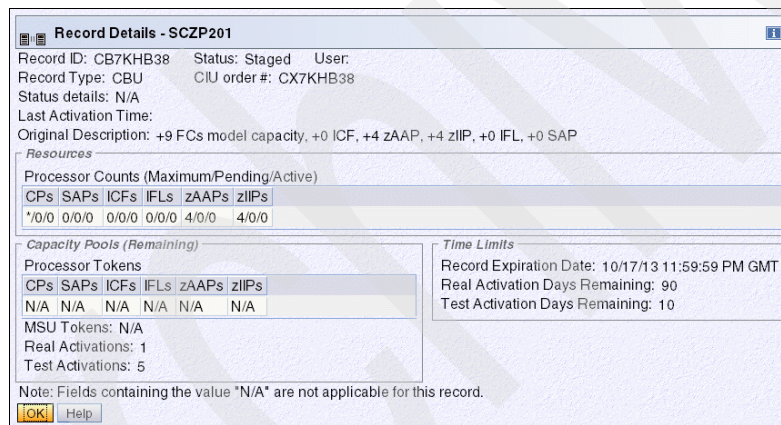 Record Details - SCZP201
i
Record ID: CB7KHB38 Status: Staged User:
Record Type: CBU CIU order #: CX7KHB38
Status details: N/A
Last Activation Time:
Original Description: +9 FCs model capacity, +0 ICF, +4 zAAP, +4 zIIP, +0 IFL, +0 SAP
Resources
Processor Counts (Maximum/Pending/Active)
CPs SAPs ICFs IFLs zAAPs zIIPs
*/0/0 0/0/0 0/0/0 0/0/0 4/0/0 4/0/0
Capacity Pools (Remaining)
Processor Tokens
CPs SAPs ICFs IFLs zAAPs zIIPs
N/A N/A N/A N/A N/A N/A
MSU Tokens: N/A
Real Activations: 1
Test Activations: 5
Time Limits
Record Expiration Date: 10/17/13 11:59:59 PM GMT
Real Activation Days Remaining: 90
Test Activation Days Remaining: 10
Note: Fields containing the value "N/A" are not applicable for this record.
OK Help